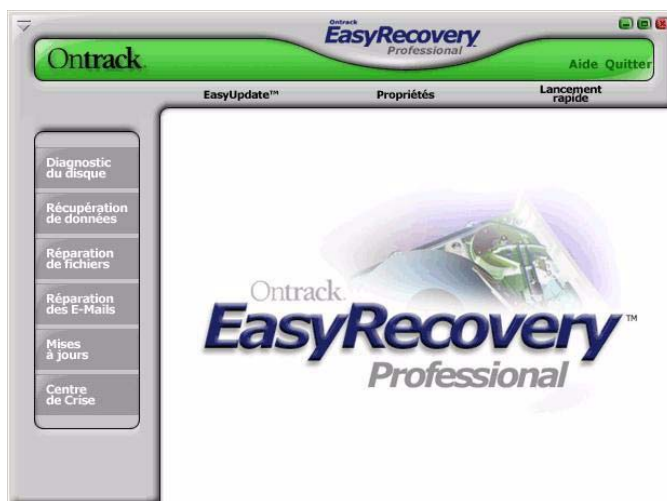 Ontrack
EasyRecovery
Professional
Ontrack
Aide Quitter
EasyUpdate™
Propriétés
Lancement
rapide
Diagnostic
du disque
Récupération
de données
Réparation
de fichiers
Réparation
des E-Mails
Mises
à jours
Centre
de Crise
Ontrack
EasyRecovery™
Professional